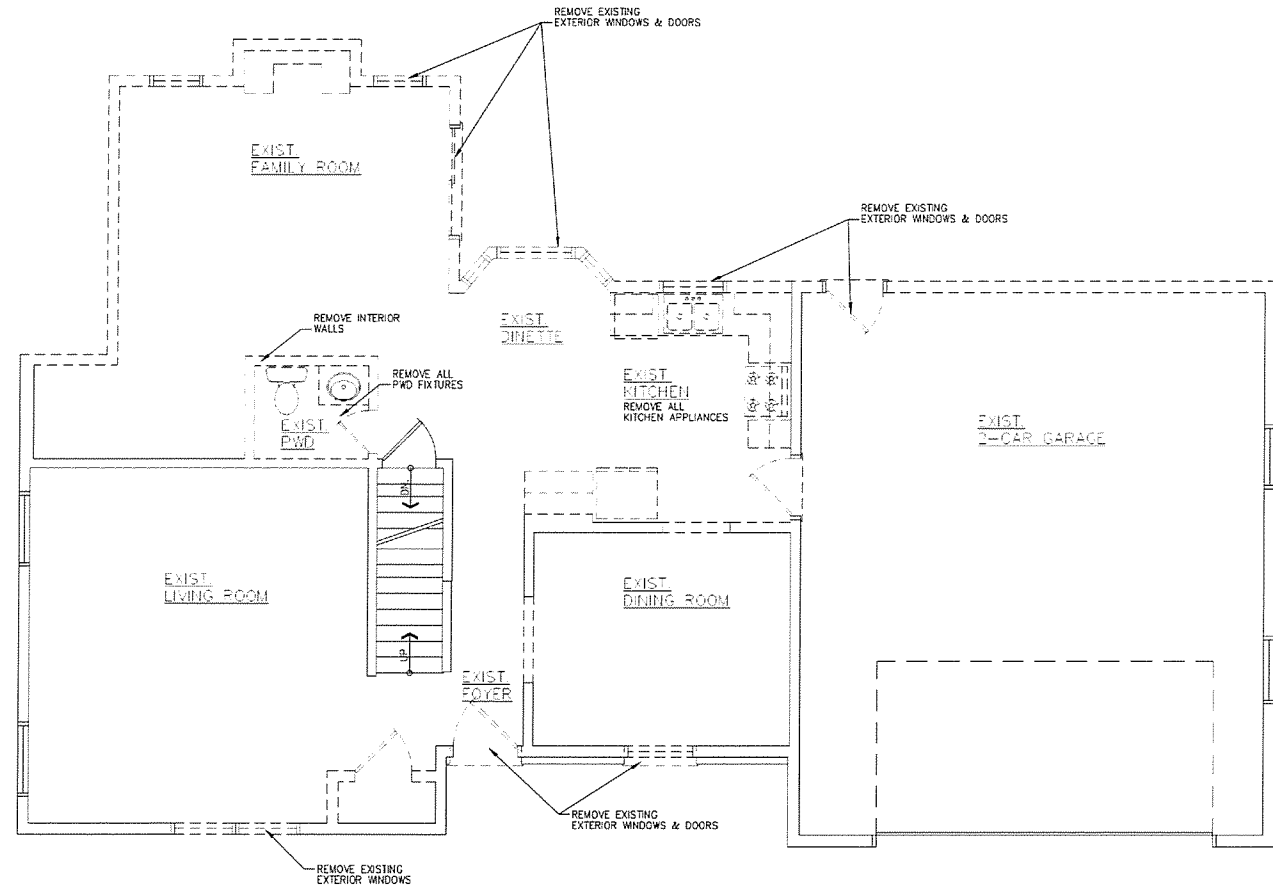 REMOVE EXISTING
EXTERIOR WINDOWS & DOORS
EXIST.
FAMILY ROOM
REMOVE EXISTING
EXTERIOR WINDOWS & DOORS
REMOVE INTERIOR
WALLS
EXIST.
DINETTE
REMOVE ALL
PWD FIXTURES
EXIST.
KITCHEN
REMOVE ALL
KITCHEN APPLIANCES
EXIST.
PWD
EXIST.
2-CAR GARAGE
DN.
EXIST.
LIVING ROOM
EXIST.
DINING ROOM
UP
EXIST.
FOYER
REMOVE EXISTING
EXTERIOR WINDOWS & DOORS
REMOVE EXISTING
EXTERIOR WINDOWS